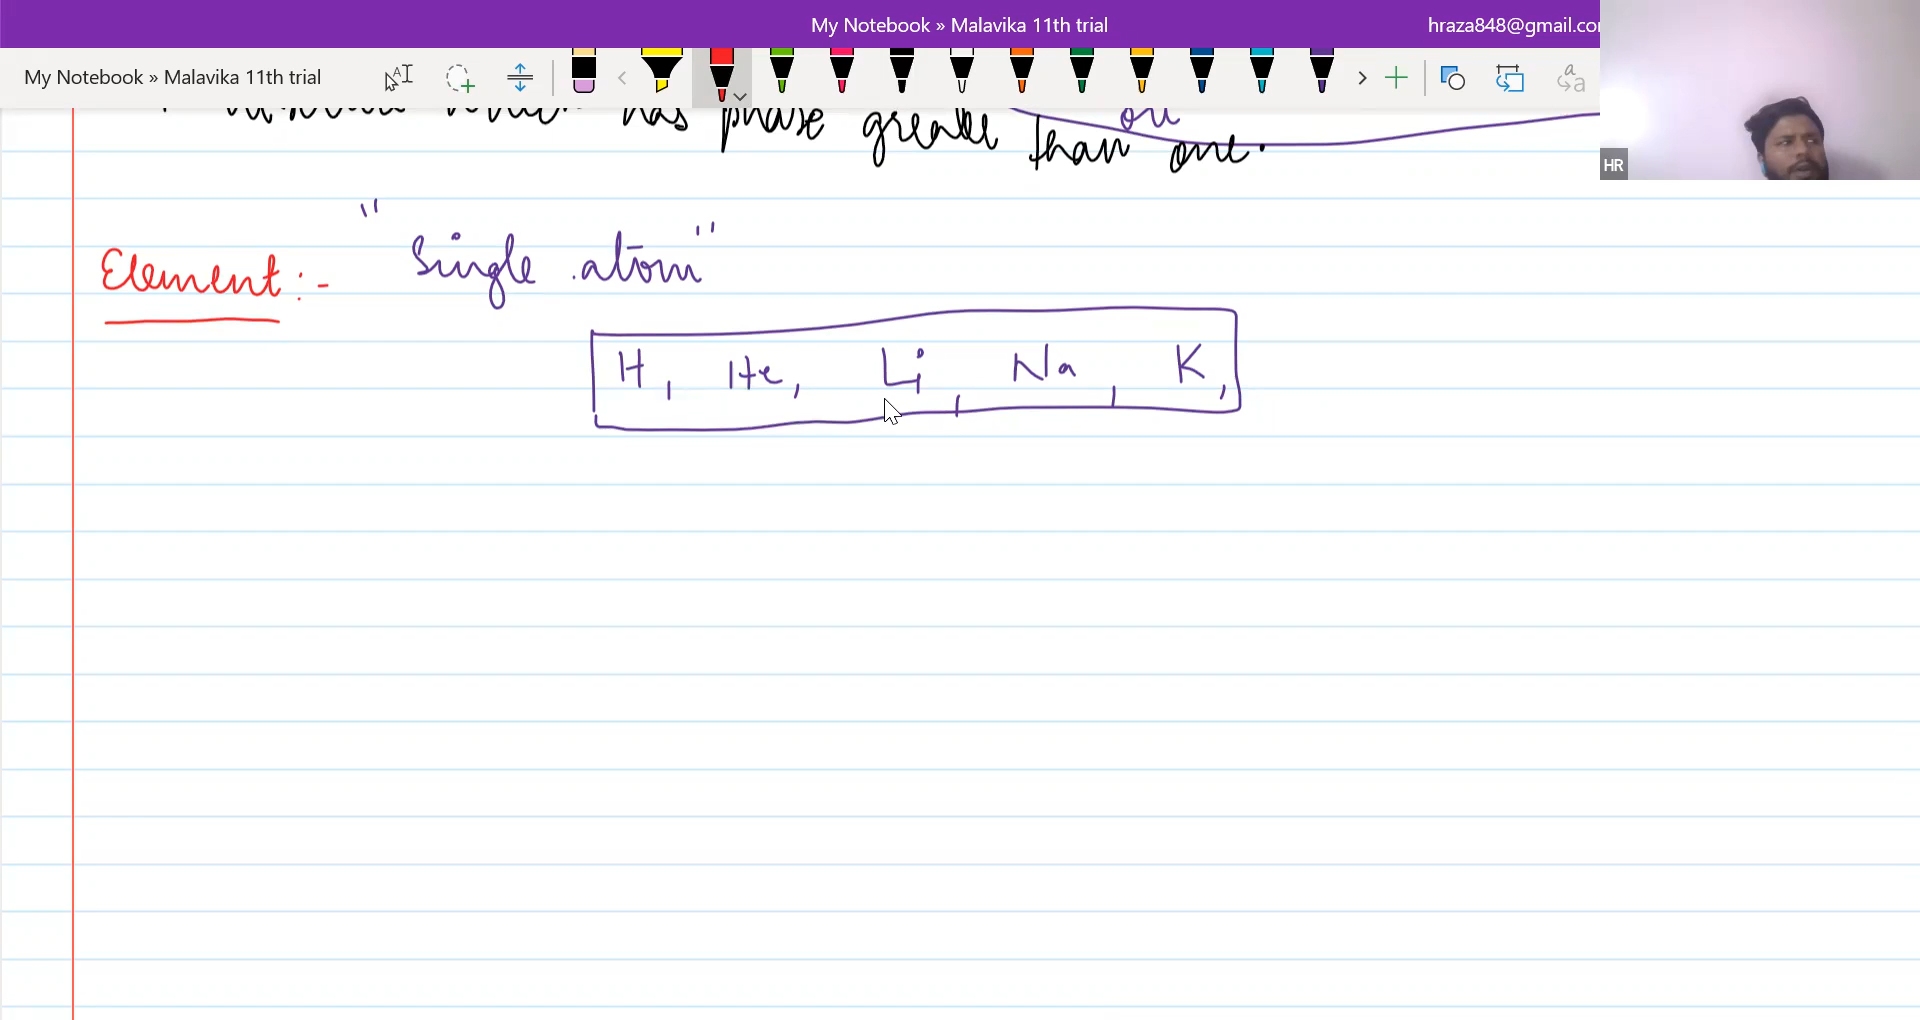 My Notebook » Malavika 11th trial
hraza848@gmail.co
My Notebook » Malavika 11th trial
has phase greater than one.
HR
Element :- "Single atom"
H, He, Li, Na, K,